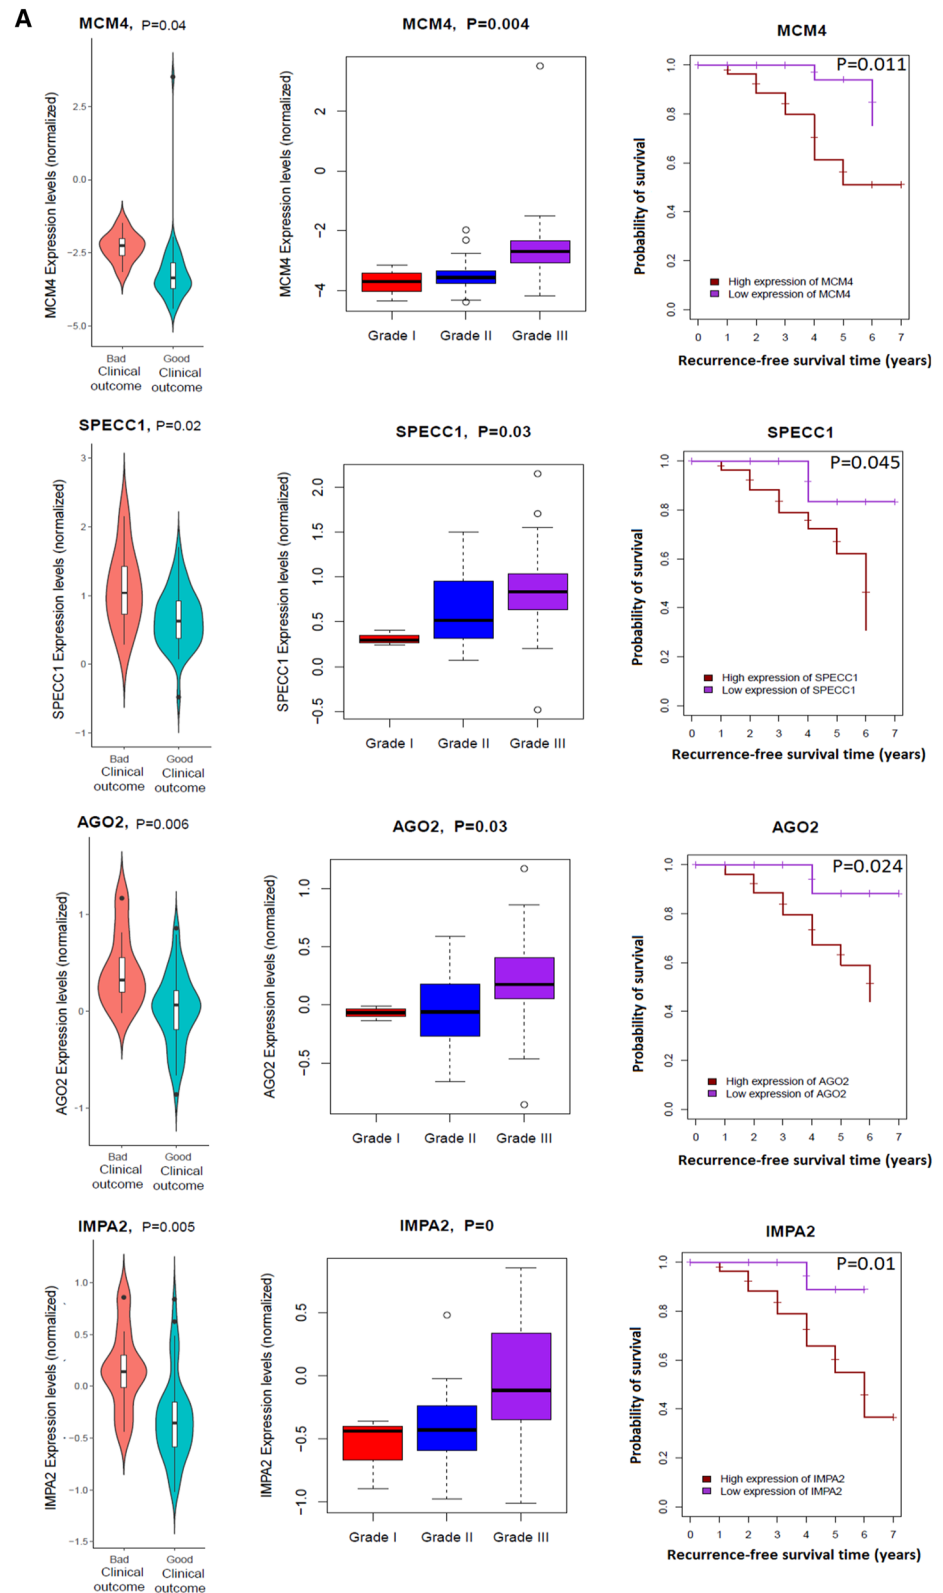 A
MCM4, P=0.04
MCM4 Expression levels (normalized)
2.5
0.0
−2.5
−5.0
Bad
Clinical
outcome
Good
Clinical
outcome
MCM4, P=0.004
MCM4 Expression levels (normalized)
2
0
−2
−4
Grade I Grade II Grade III
MCM4
P=0.011
Probability of survival
1.0
0.8
0.6
0.4
0.2
0.0
High expression of MCM4
Low expression of MCM4
0 1 2 3 4 5 6 7
Recurrence-free survival time (years)
SPECC1, P=0.02
SPECC1 Expression levels (normalized)
3
2
1
0
−1
Bad
Clinical
outcome
Good
Clinical
outcome
SPECC1, P=0.03
SPECC1 Expression levels (normalized)
2.0
1.5
1.0
0.5
0.0
−0.5
Grade I Grade II Grade III
SPECC1
P=0.045
Probability of survival
1.0
0.8
0.6
0.4
0.2
0.0
High expression of SPECC1
Low expression of SPECC1
0 1 2 3 4 5 6 7
Recurrence-free survival time (years)
AGO2, P=0.006
AGO2 Expression levels (normalized)
1
0
−1
Bad
Clinical
outcome
Good
Clinical
outcome
AGO2, P=0.03
AGO2 Expression levels (normalized)
1.0
0.5
0.0
−0.5
Grade I Grade II Grade III
AGO2
P=0.024
Probability of survival
1.0
0.8
0.6
0.4
0.2
0.0
High expression of AGO2
Low expression of AGO2
0 1 2 3 4 5 6 7
Recurrence-free survival time (years)
IMPA2, P=0.005
IMPA2 Expression levels (normalized)
1.0
0.5
0.0
−0.5
−1.0
−1.5
Bad
Clinical
outcome
Good
Clinical
outcome
IMPA2, P=0
IMPA2 Expression levels (normalized)
0.5
0.0
−0.5
−1.0
Grade I Grade II Grade III
IMPA2
P=0.01
Probability of survival
1.0
0.8
0.6
0.4
0.2
0.0
High expression of IMPA2
Low expression of IMPA2
0 1 2 3 4 5 6 7
Recurrence-free survival time (years)